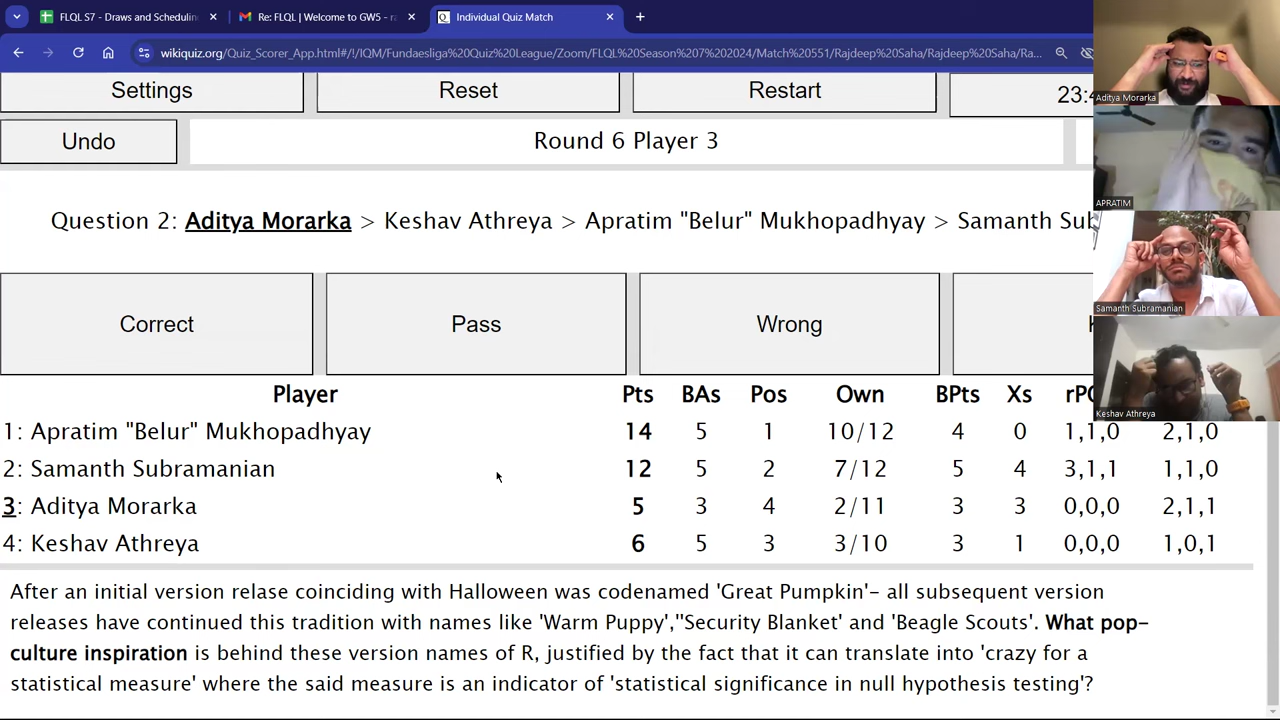 FLQL S7 - Draws and Schedulin
Re: FLQL | Welcome to GW5 - r
Individual Quiz Match
wikiquiz.org/Quiz_Scorer_App.html#/!/IQM/Fundaesliga%20Quiz%20League/Zoom/FLQL%20Season%207%202024/Match%20551/Rajdeep%20Saha/Rajdeep%20Saha/Ra...
Settings
Reset
Restart
23:4
Aditya Morarka
Undo
Round 6 Player 3
APRATIM
Question 2: Aditya Morarka > Keshav Athreya > Apratim "Belur" Mukhopadhyay > Samanth Sub
Samanth Subramanian
Correct
Pass
Wrong
Keshav Athreya
Player Pts BAs Pos Own BPts Xs rPO
1: Apratim "Belur" Mukhopadhyay 14 5 1 10/12 4 0 1,1,0 2,1,0
2: Samanth Subramanian 12 5 2 7/12 5 4 3,1,1 1,1,0
3: Aditya Morarka 5 3 4 2/11 3 3 0,0,0 2,1,1
4: Keshav Athreya 6 5 3 3/10 3 1 0,0,0 1,0,1
After an initial version relase coinciding with Halloween was codenamed 'Great Pumpkin'- all subsequent version
releases have continued this tradition with names like 'Warm Puppy',"Security Blanket' and 'Beagle Scouts'. What pop-
culture inspiration is behind these version names of R, justified by the fact that it can translate into 'crazy for a
statistical measure' where the said measure is an indicator of 'statistical significance in null hypothesis testing'?